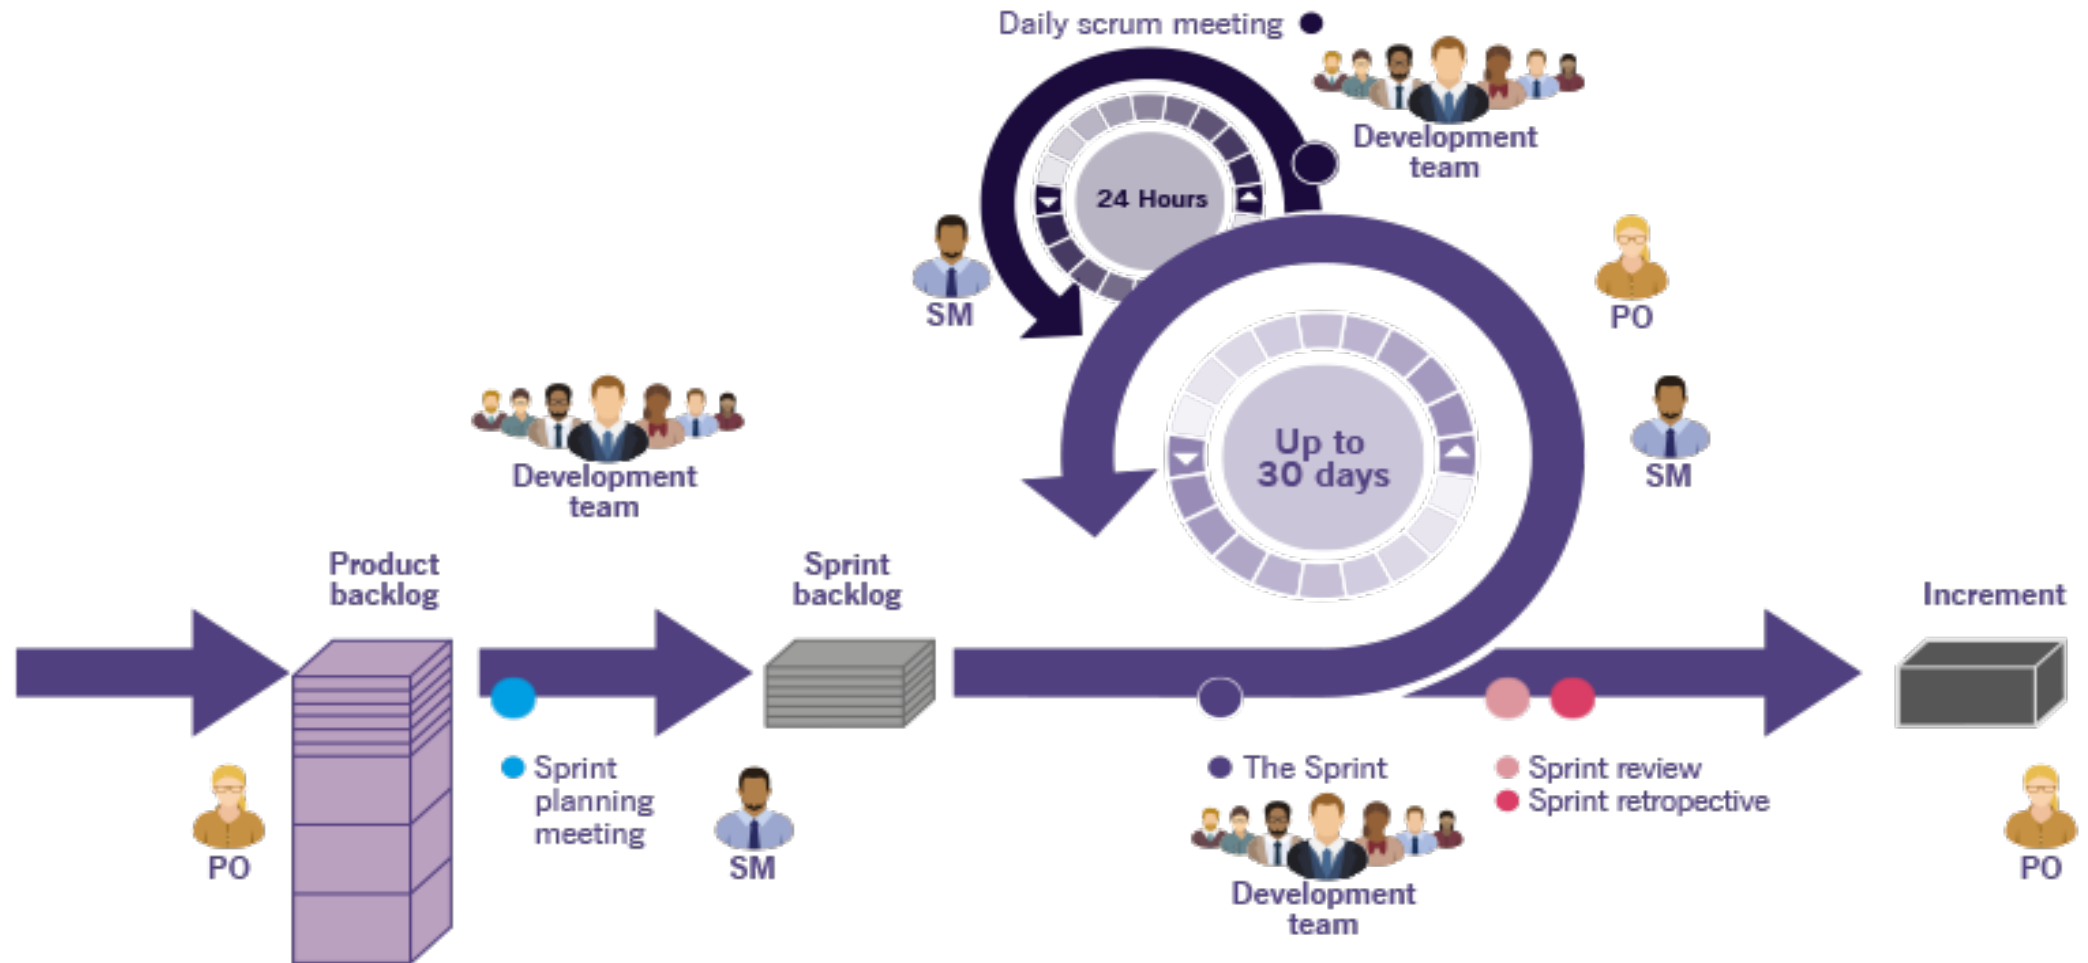 Daily scrum meeting
Development
team
24 Hours
SM
PO
Up to
30 days
SM
Development
team
Product
backlog
Sprint
backlog
Increment
Sprint
planning
meeting
PO
SM
The Sprint
Development
team
Sprint review
Sprint retropective
PO